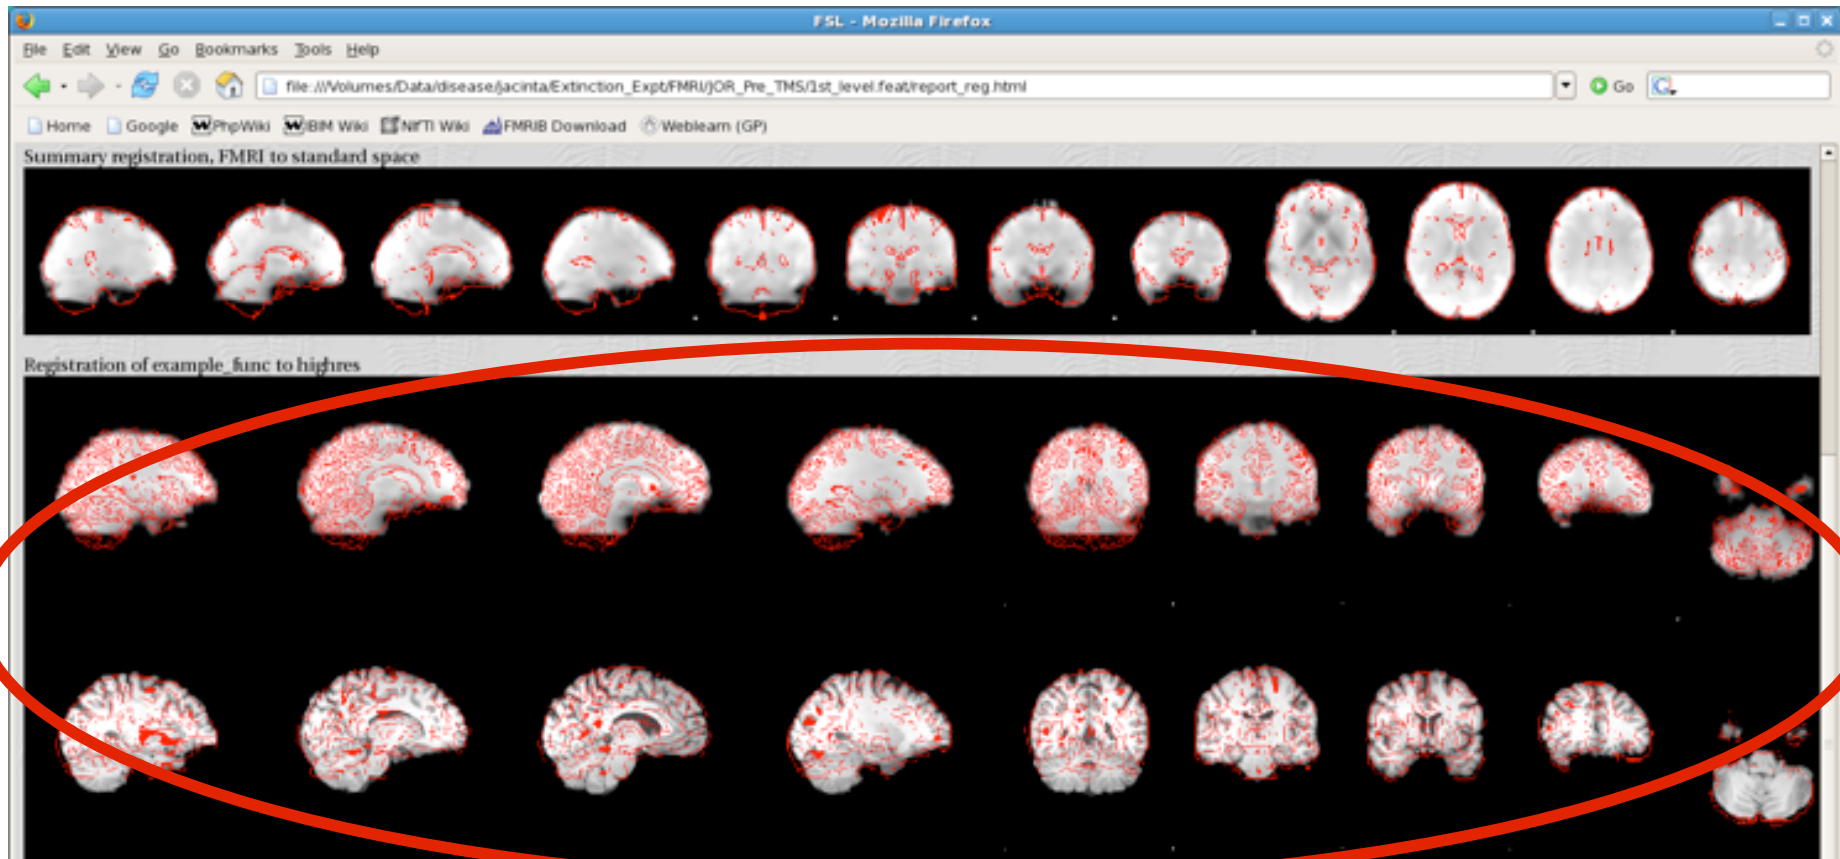 FSL - Mozilla Firefox
File Edit View Go Bookmarks Tools Help
file:///Volumes/Data/disease/jacinta/Extinction_Expt/FMRI/JOR_Pre_TMS/1st_level.feat/report_reg.html Go
Home Google PhpWiki IBIM Wiki NIfTI Wiki FMRIB Download Weblearn (GP)
Summary registration, FMRI to standard space
Registration of example_func to highres